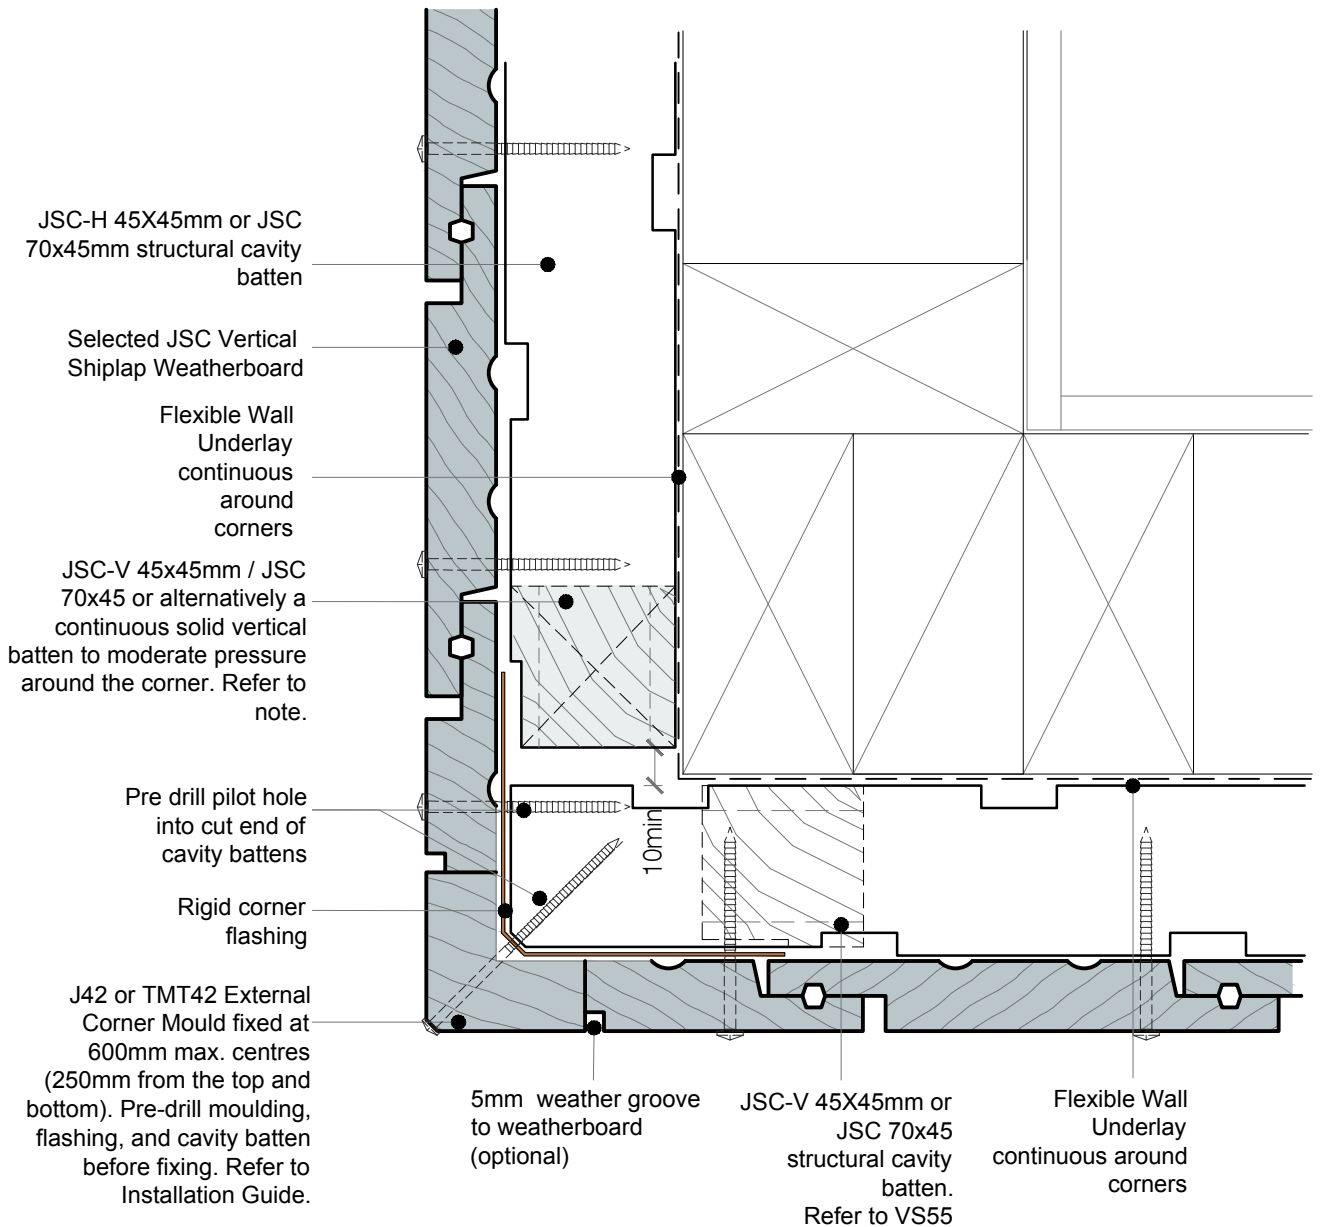 JSC-H 45X45mm or JSC
70x45mm structural cavity
batten
Selected JSC Vertical
Shiplap Weatherboard
Flexible Wall
Underlay
continuous
around
corners
JSC-V 45x45mm / JSC
70x45 or alternatively a
continuous solid vertical
batten to moderate pressure
around the corner. Refer to
note.
Pre drill pilot hole
into cut end of
cavity battens
Rigid corner
flashing
J42 or TMT42 External
Corner Mould fixed at
600mm max. centres
(250mm from the top and
bottom). Pre-drill moulding,
flashing, and cavity batten
before fixing. Refer to
Installation Guide.
10min
5mm weather groove
to weatherboard
(optional)
JSC-V 45X45mm or
JSC 70x45
structural cavity
batten.
Refer to VS55
Flexible Wall
Underlay
continuous around
corners